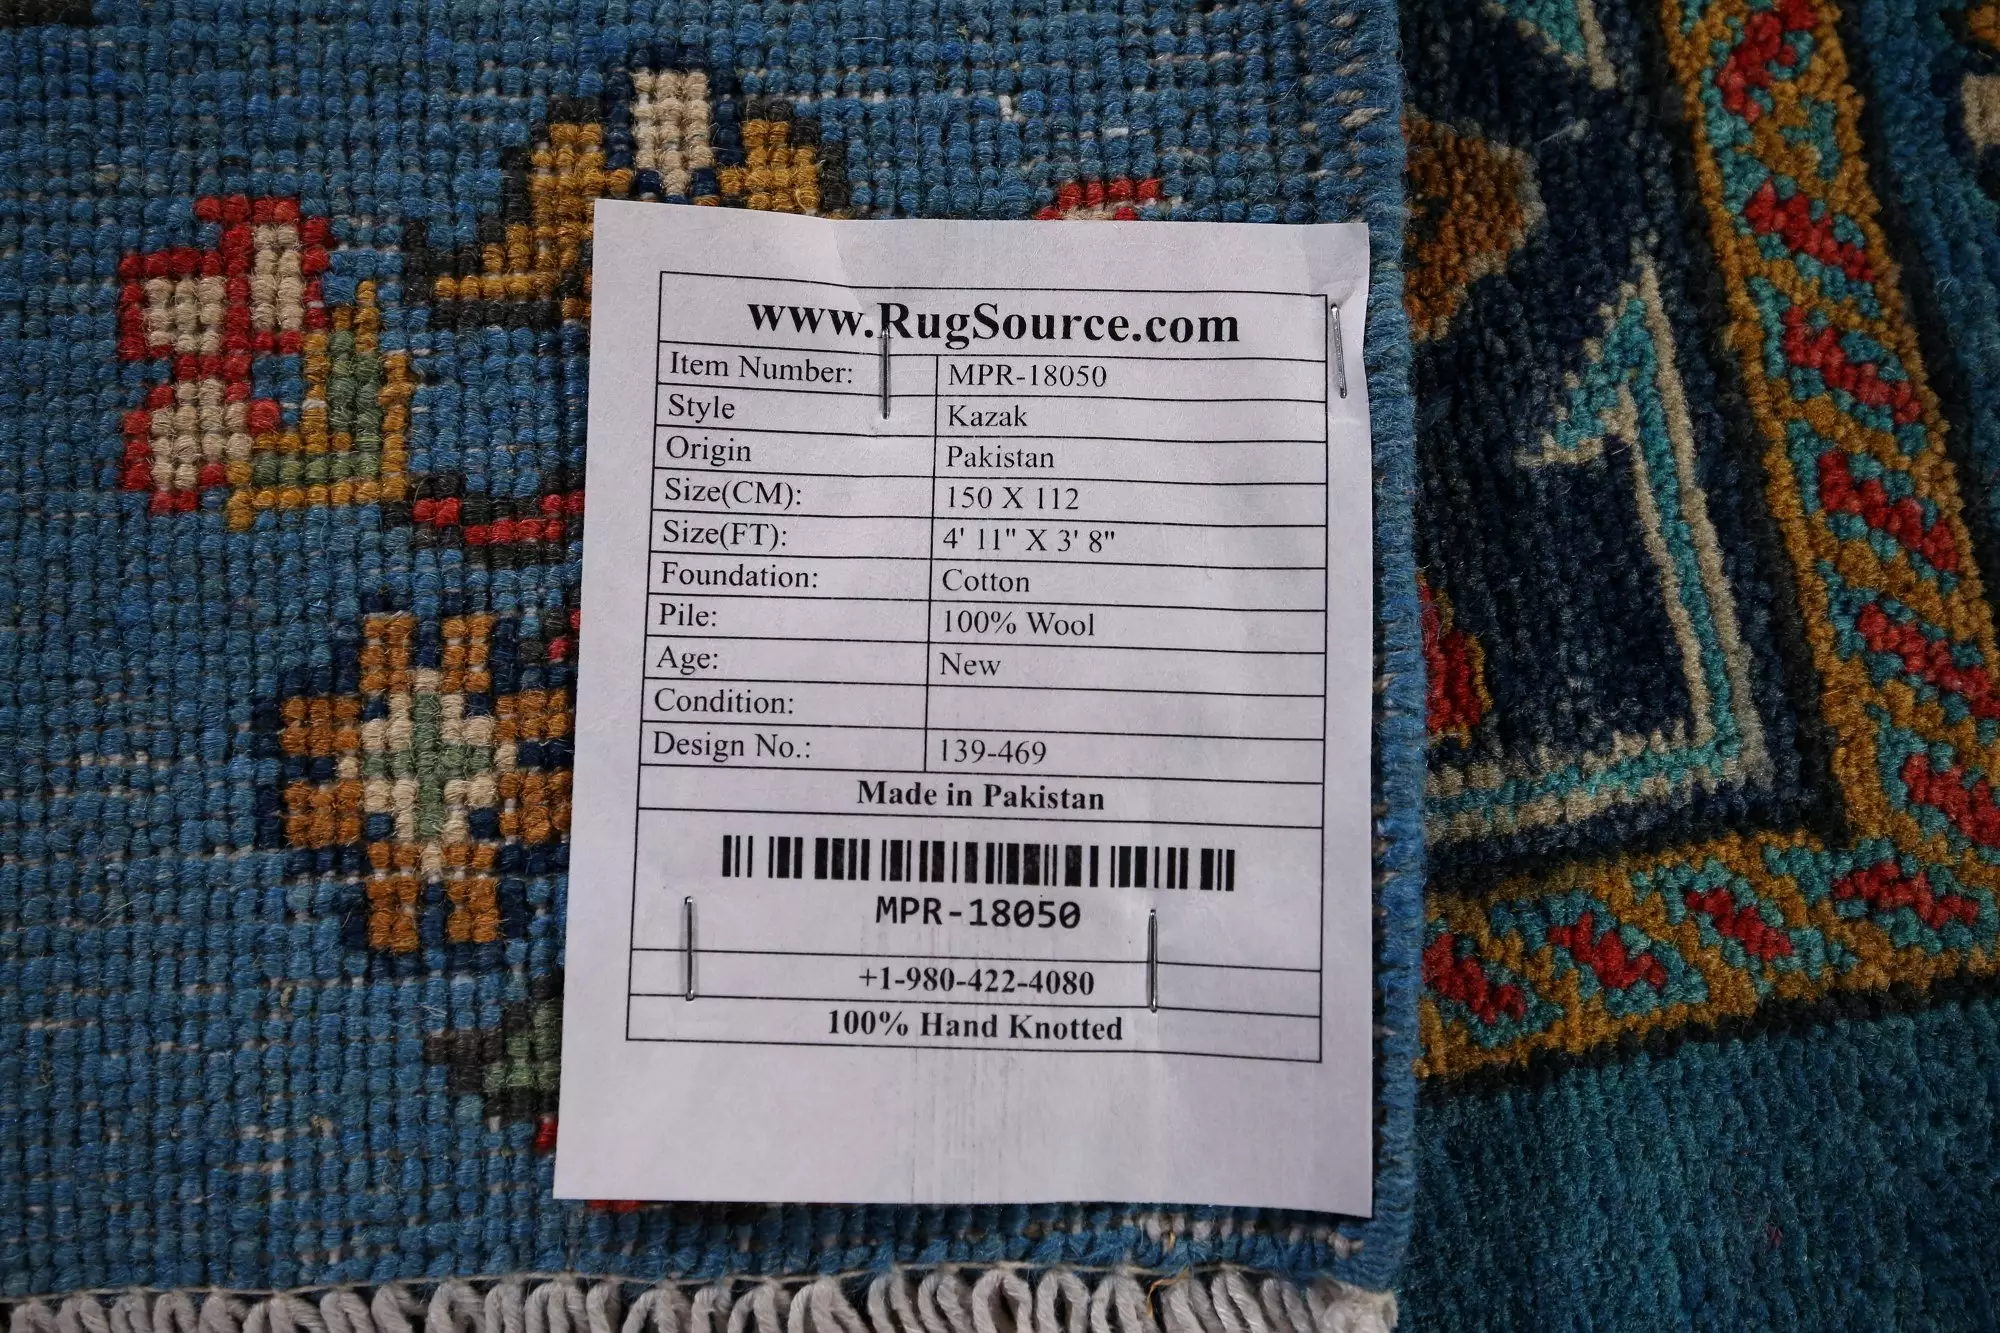 www.RugSource.com
Item Number: MPR-18050
Style Kazak
Origin Pakistan
Size(CM): 150 X 112
Size(FT): 4' 11" X 3' 8"
Foundation: Cotton
Pile: 100% Wool
Age: New
Condition:
Design No.: 139-469
Made in Pakistan
MPR-18050
+1-980-422-4080
100% Hand Knotted